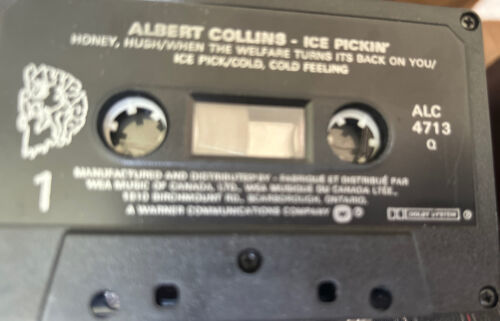 ALBERT COLLINS - ICE PICKIN'
HONEY, HUSH/WHEN THE WELFARE TURNS ITS BACK ON YOU/
ICE PICK/COLD, COLD FEELING
ALC
4713
Q
1
MANUFACTURED AND DISTRIBUTED BY - FABRIQUÉ ET DISTRIBUÉ PAR
WEA MUSIC OF CANADA, LTD., WEA MUSIQUE DU CANADA LTÉE.,
1810 BIRCHMOUNT RD., SCARBOROUGH, ONTARIO.
A WARNER COMMUNICATIONS COMPANY
DOLBY SYSTEM